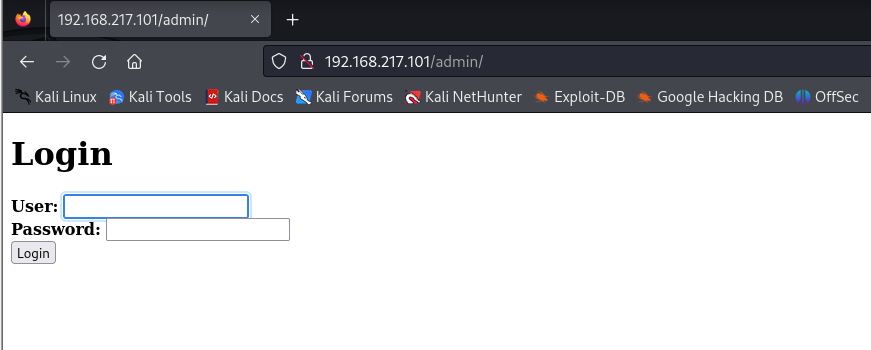 192.168.217.101/admin/
192.168.217.101/admin/
Kali Linux Kali Tools Kali Docs Kali Forums Kali NetHunter Exploit-DB Google Hacking DB OffSec
Login
User:
Password:
Login